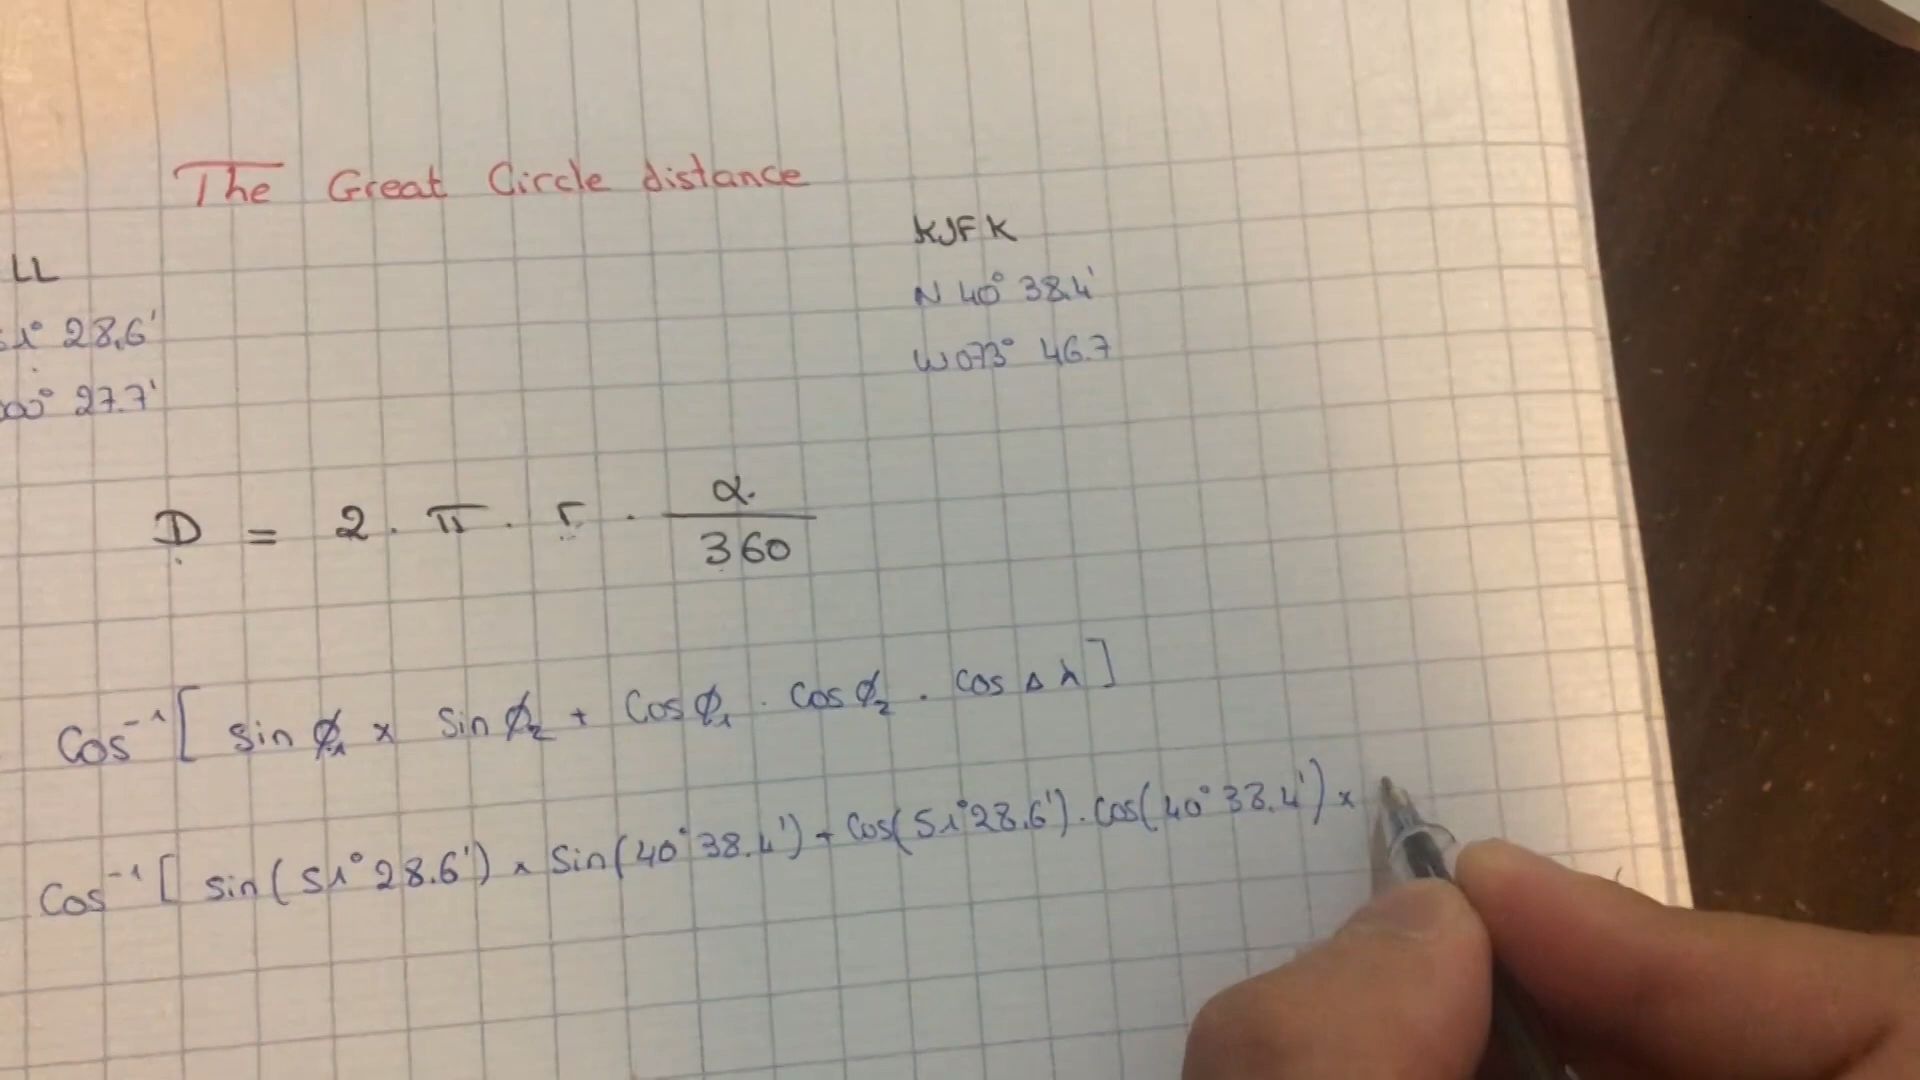 The Great Circle distance
LL
51° 28.6'
00° 27.7'
KJFK
N 40° 38.4'
W 073° 46.7
D = 2 . π . r . α / 360
Cos⁻¹ [ sin ϕ₁ x sin ϕ₂ + Cos ϕ₁ . Cos ϕ₂ . Cos Δ λ ]
Cos⁻¹ [ sin ( 51° 28.6' ) x Sin ( 40° 38.4' ) + Cos ( 51° 28.6' ) . Cos ( 40° 38.4' ) x